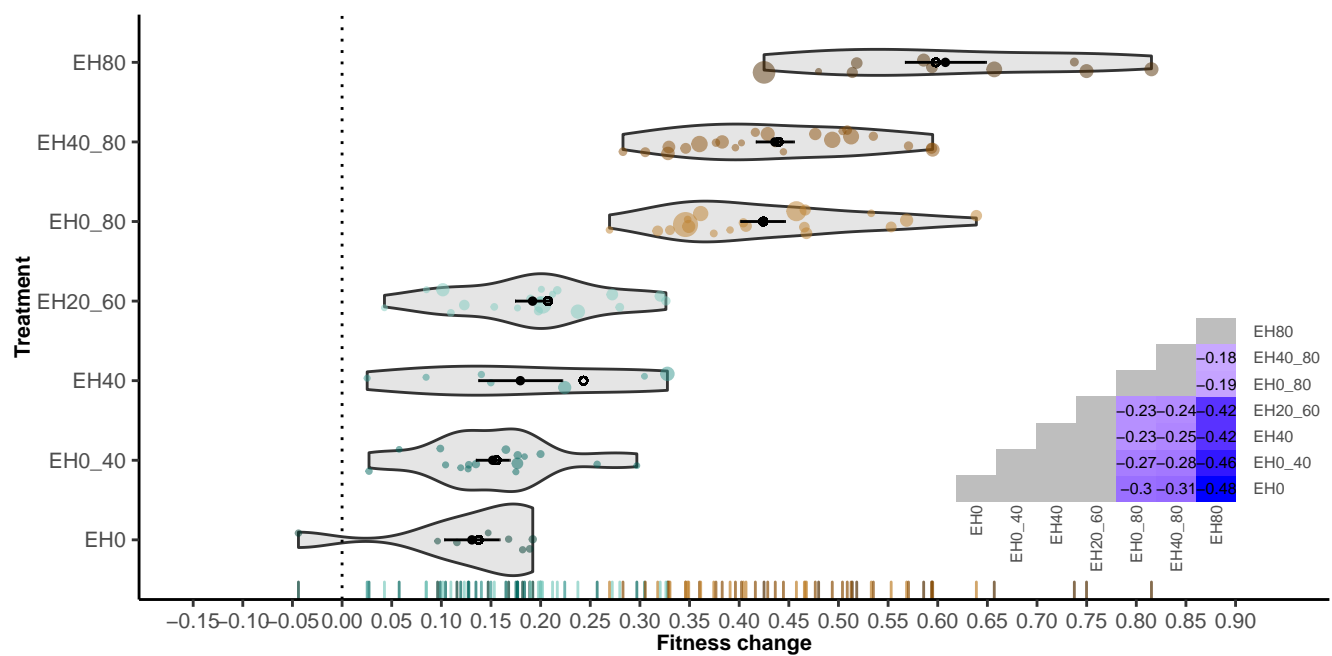 Treatment
EH80
EH40_80
EH0_80
EH20_60
EH40
EH0_40
EH0
EH80
−0.18 EH40_80
−0.19 EH0_80
−0.23 −0.24 −0.42 EH20_60
−0.23 −0.25 −0.42 EH40
−0.27 −0.28 −0.46 EH0_40
−0.3 −0.31 −0.48 EH0
EH0 EH0_40 EH40 EH20_60 EH0_80 EH40_80 EH80
−0.15 −0.10 −0.05 0.00 0.05 0.10 0.15 0.20 0.25 0.30 0.35 0.40 0.45 0.50 0.55 0.60 0.65 0.70 0.75 0.80 0.85 0.90
Fitness change